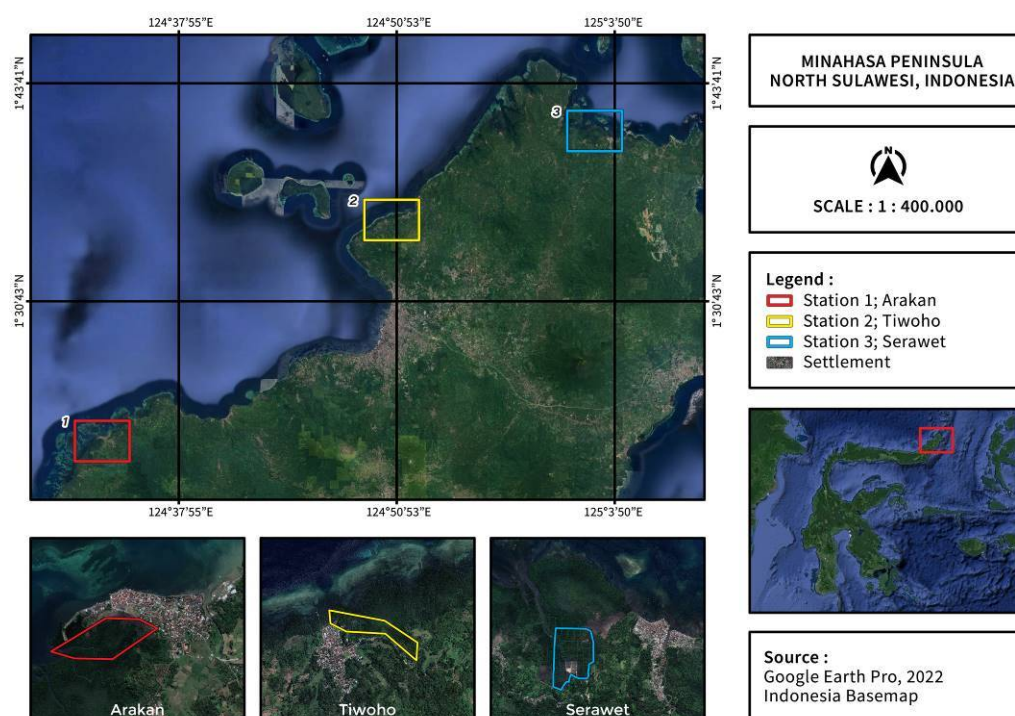 124°37’55”E
124°50’53”E
125°3’50”E
1°43’41”N
1°43’41”N
1°30’43”N
1°30’43”N
3
2
1
124°37’55”E
124°50’53”E
125°3’50”E
Arakan
Tiwoho
Serawet
MINAHASA PENINSULA
NORTH SULAWESI, INDONESIA
N
SCALE : 1 : 400.000
Legend :
Station 1; Arakan
Station 2; Tiwoho
Station 3; Serawet
Settlement
Source :
Google Earth Pro, 2022
Indonesia Basemap